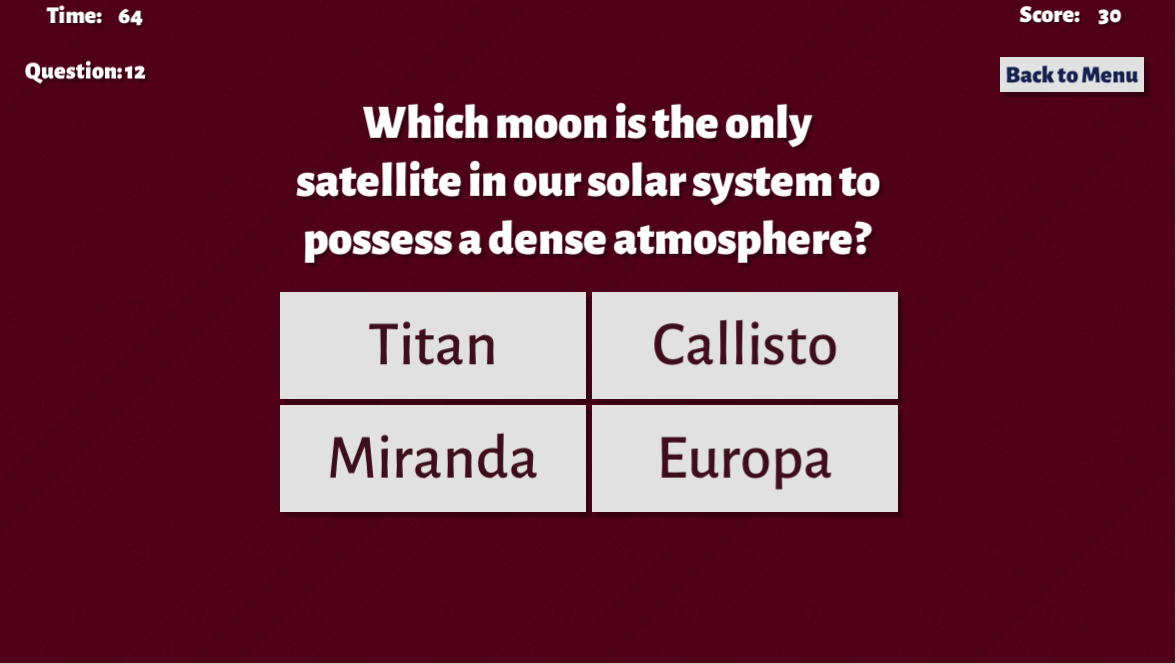 Time: 64
Score: 30
Question: 12
Back to Menu
Which moon is the only
satellite in our solar system to
possess a dense atmosphere?
Titan
Callisto
Miranda
Europa